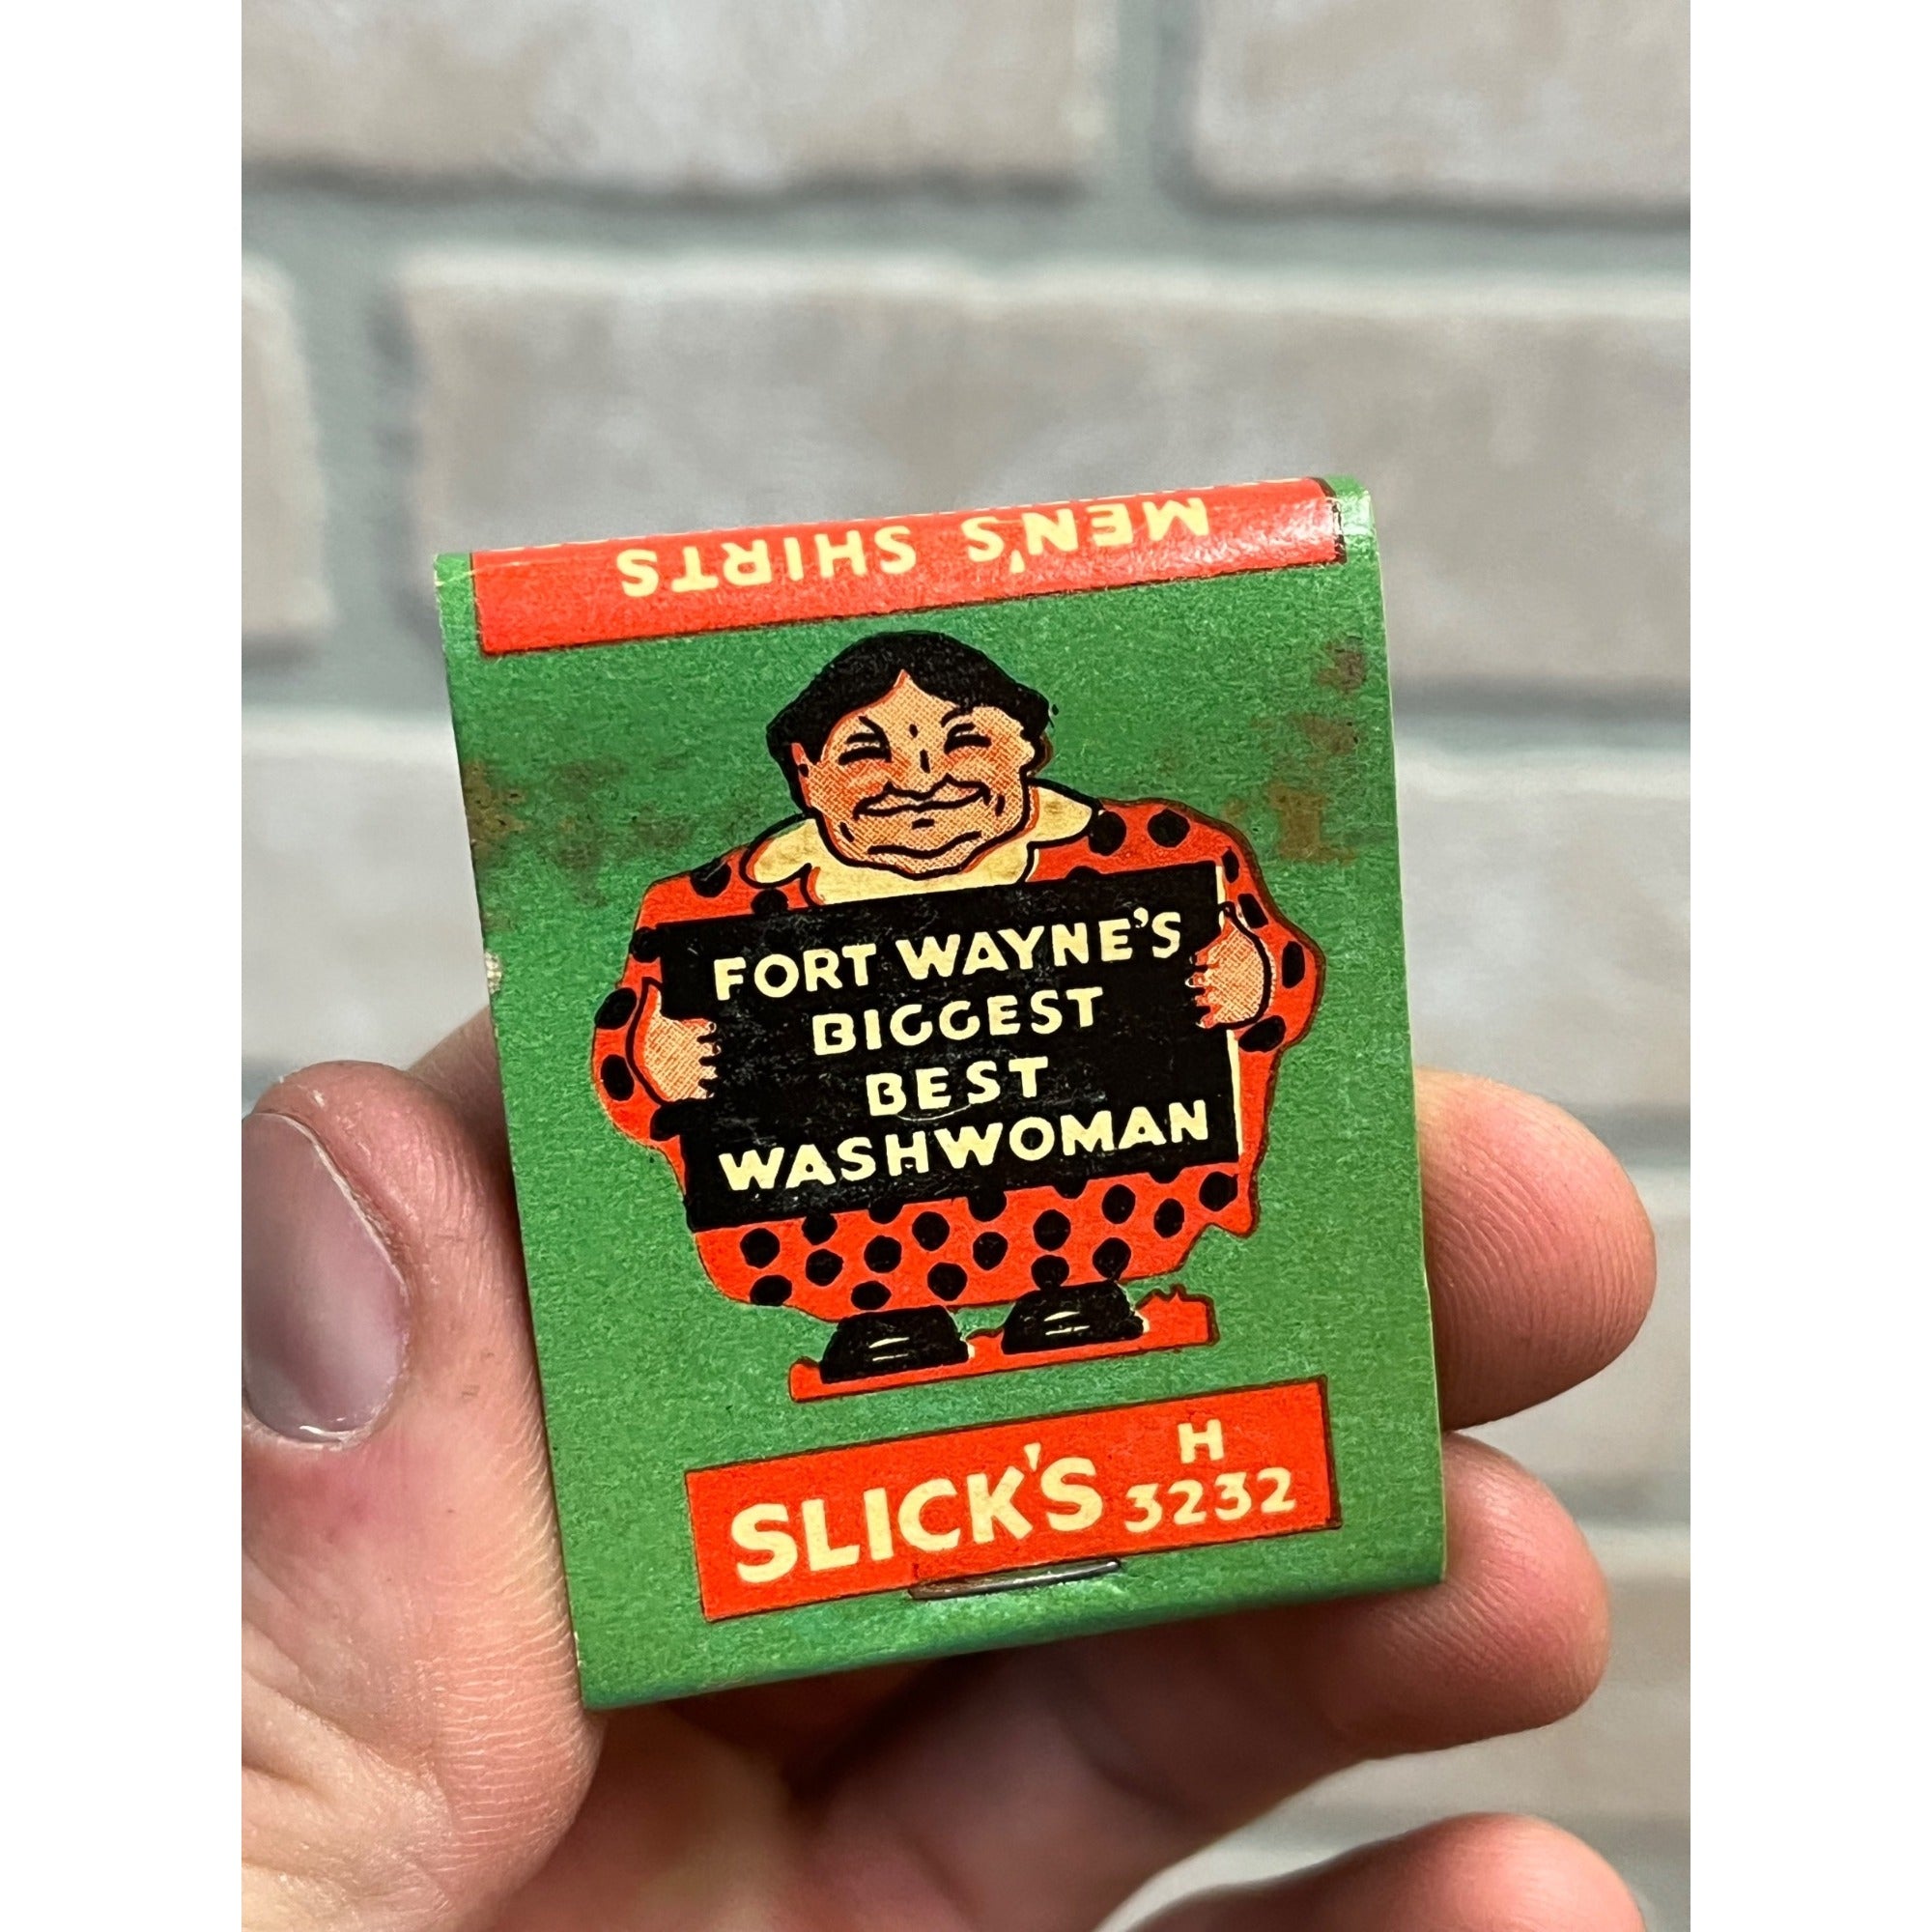 MEN'S SHIRTS
FORT WAYNE'S
BIGGEST
BEST
WASHWOMAN
SLICK'S H
3232